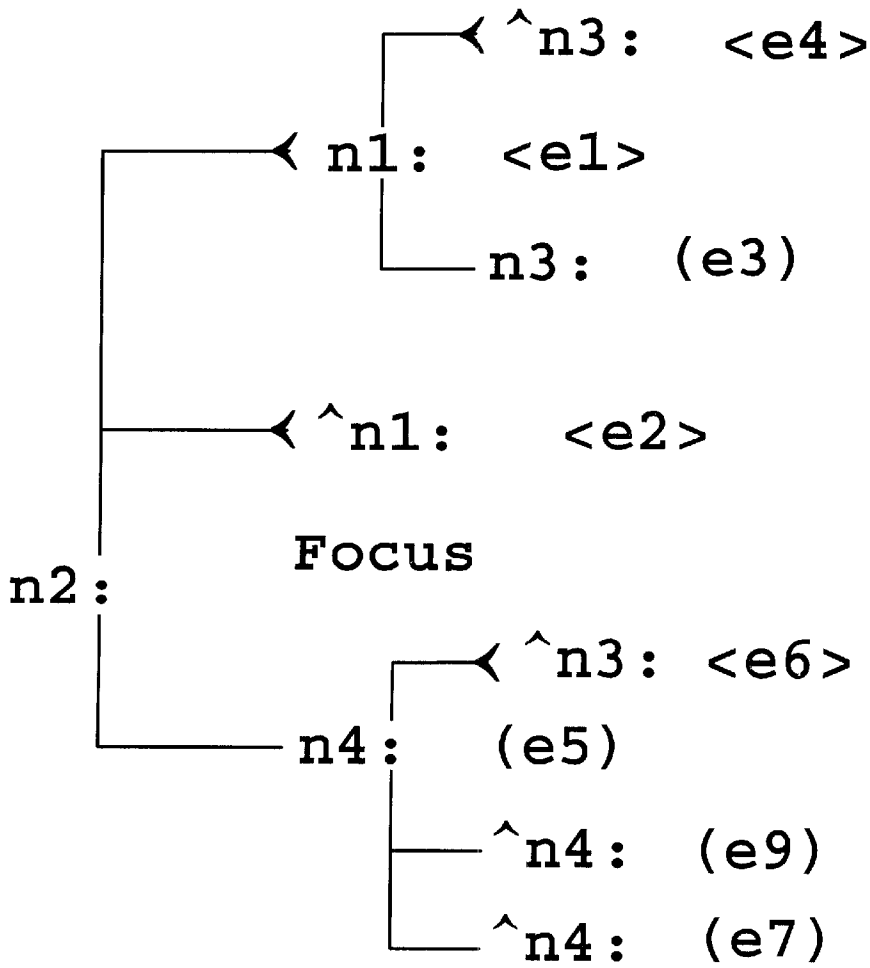 ^n3: <e4>
n1: <e1>
n3: (e3)
^n1: <e2>
Focus
n2:
^n3: <e6>
n4: (e5)
^n4: (e9)
^n4: (e7)